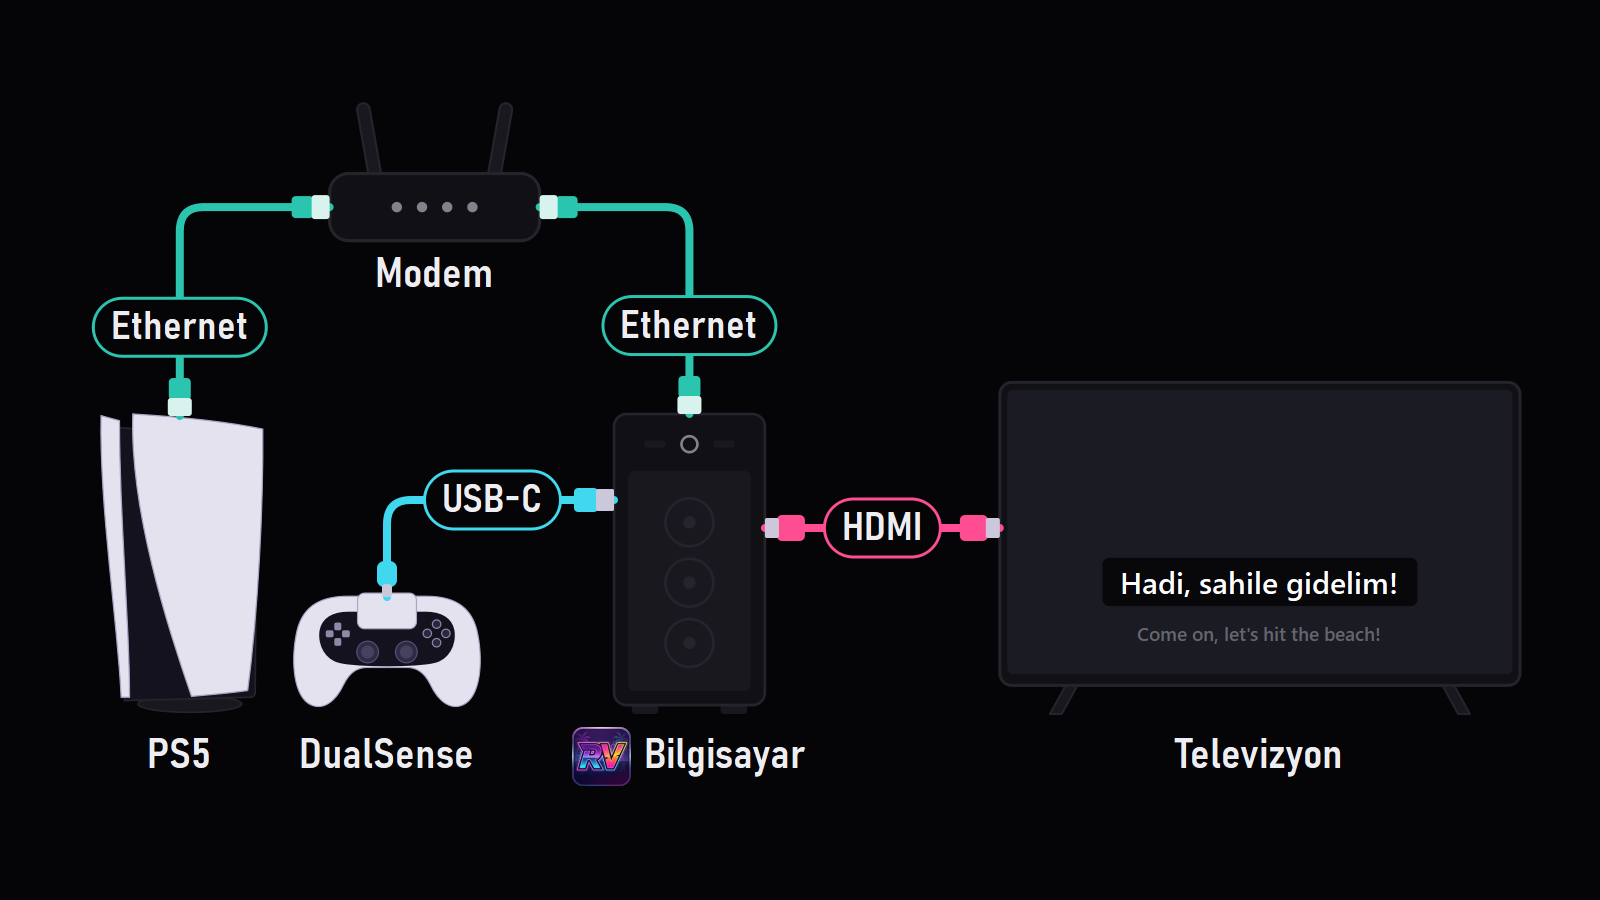 Modem
Ethernet
Ethernet
USB-C
HDMI
Hadi, sahile gidelim!
Come on, let's hit the beach!
PS5
DualSense
RV
Bilgisayar
Televizyon